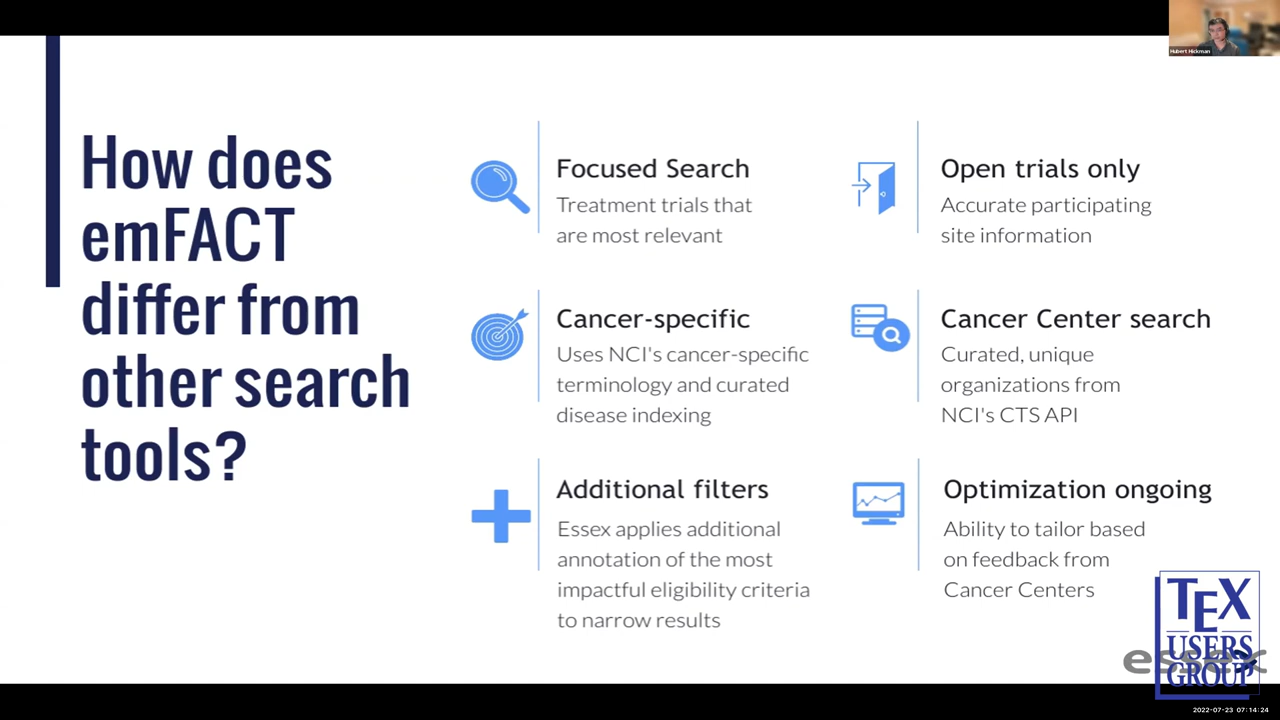 Hubert Hickman
How does
emFACT
differ from
other search
tools?
Focused Search
Treatment trials that
are most relevant
Open trials only
Accurate participating
site information
Cancer-specific
Uses NCI's cancer-specific
terminology and curated
disease indexing
Cancer Center search
Curated, unique
organizations from
NCI's CTS API
Additional filters
Essex applies additional
annotation of the most
impactful eligibility criteria
to narrow results
Optimization ongoing
Ability to tailor based
on feedback from
Cancer Centers
TEX
USERS
GROUP
essex
2022-07-23 07:14:24